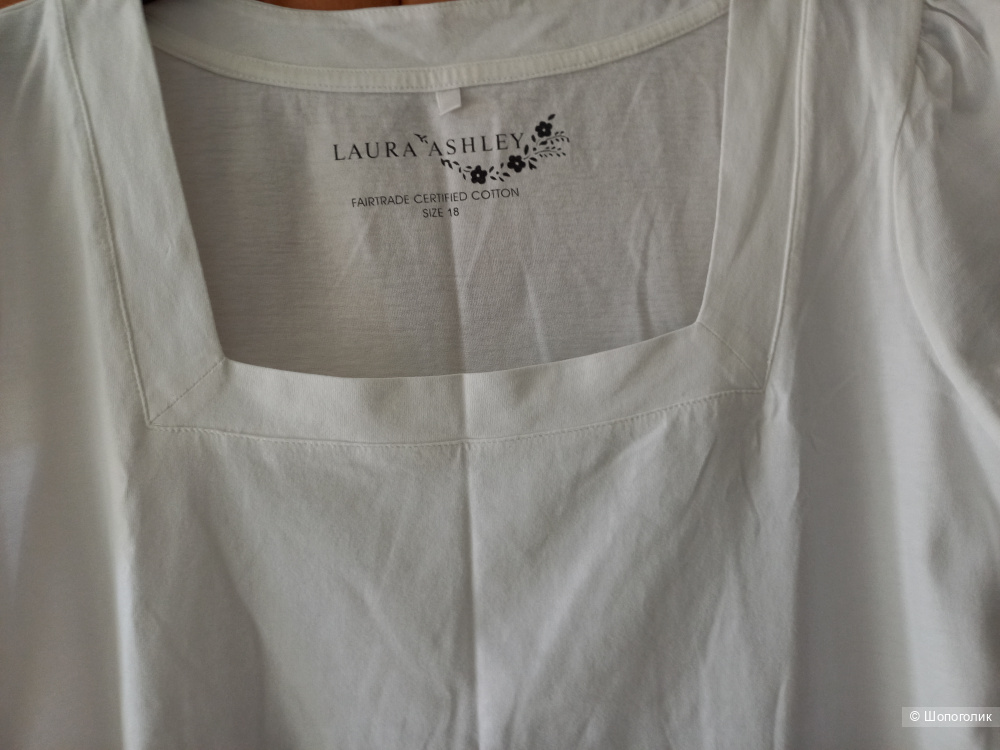 LAURA ASHLEY
FAIRTRADE CERTIFIED COTTON
SIZE 18
© Шопоголик